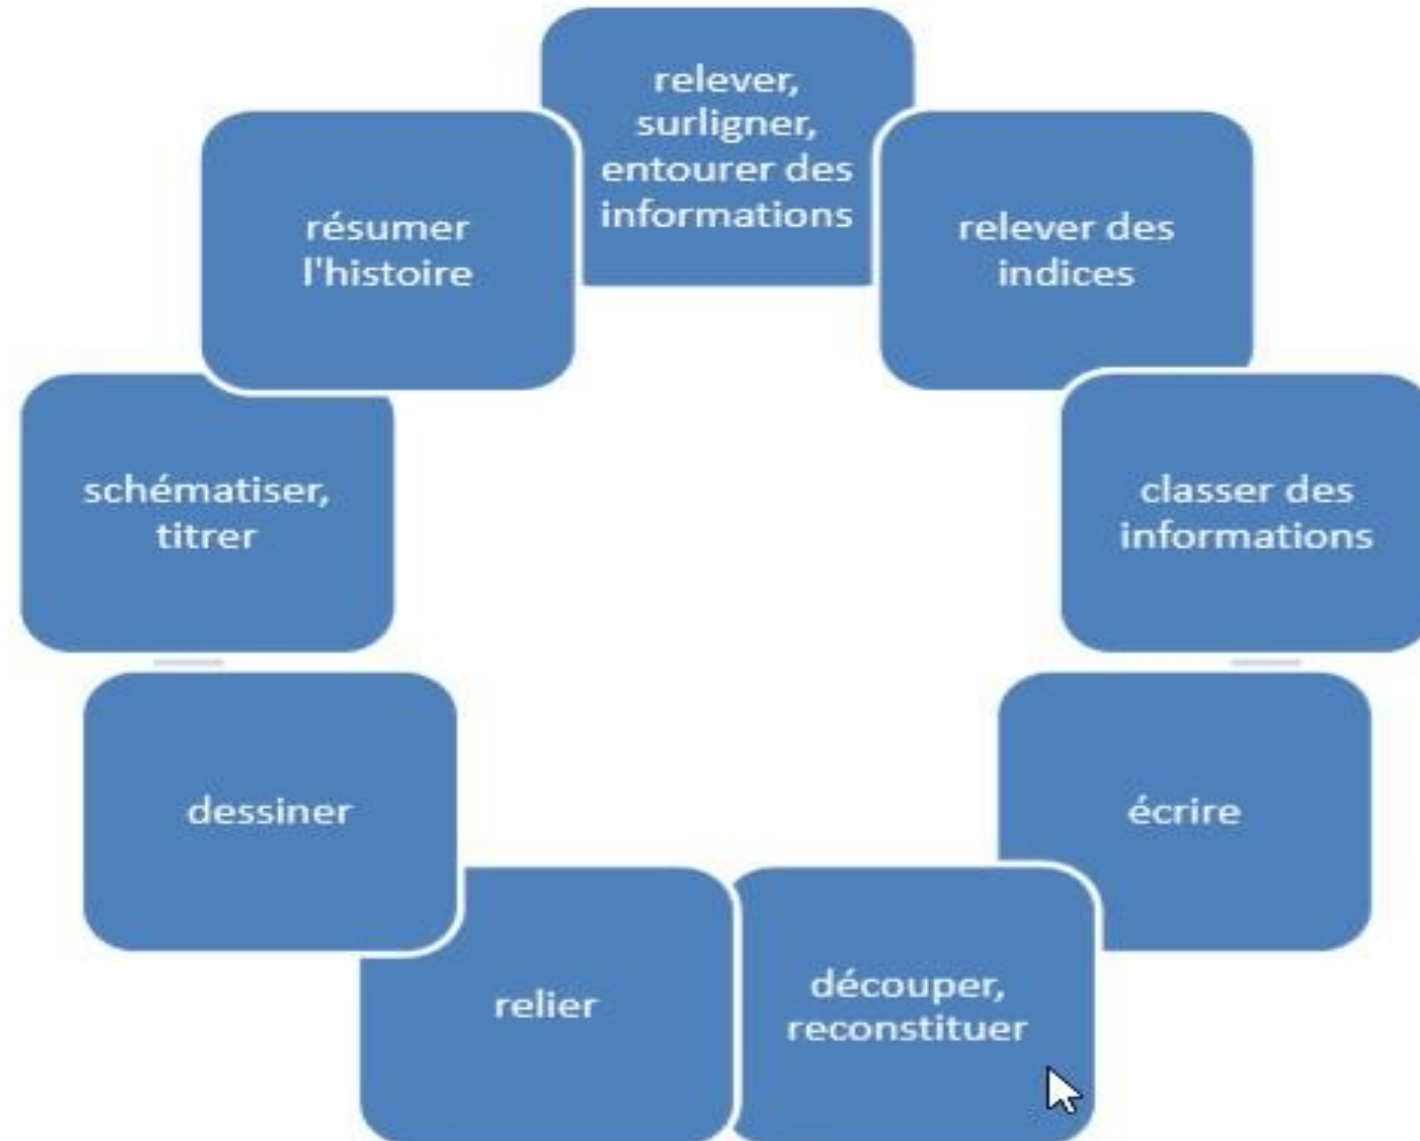 relever,
surligner,
entourer des
informations
relever des
indices
classer des
informations
écrire
découper,
reconstituer
relier
dessiner
schématiser,
titrer
résumer
l'histoire